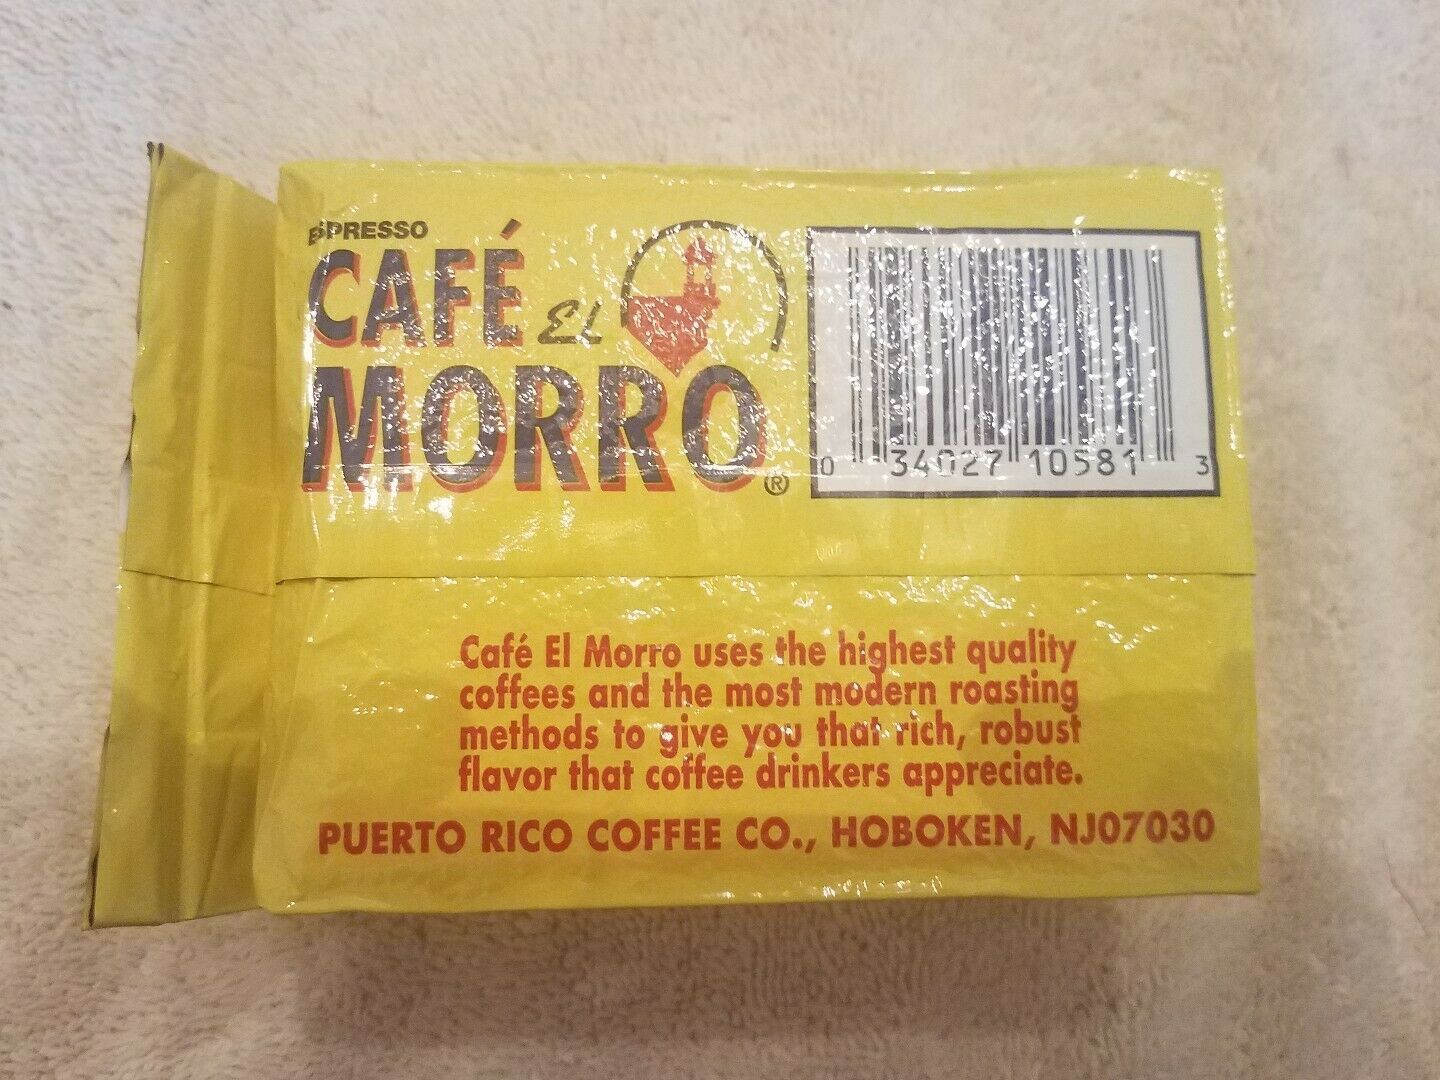 ESPRESSO
CAFÉ EL
MORRO®
0 34027 10581 3
Café El Morro uses the highest quality
coffees and the most modern roasting
methods to give you that rich, robust
flavor that coffee drinkers appreciate.
PUERTO RICO COFFEE CO., HOBOKEN, NJ07030